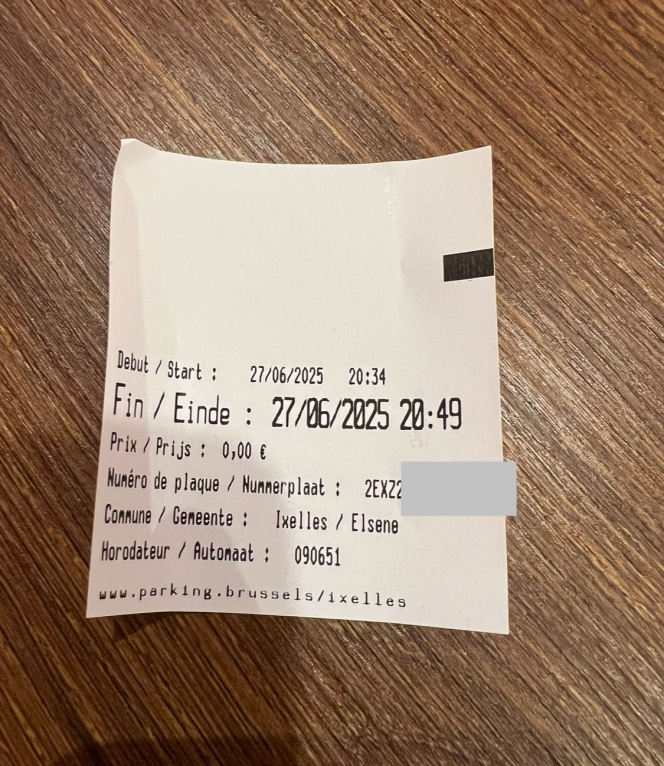 Debut / Start : 27/06/2025 20:34
Fin / Einde : 27/06/2025 20:49
Prix / Prijs : 0,00 €
Numéro de plaque / Nummerplaat : 2EXZ2
Commune / Gemeente : Ixelles / Elsene
Horodateur / Automaat : 090651
www.parking.brussels/ixelles